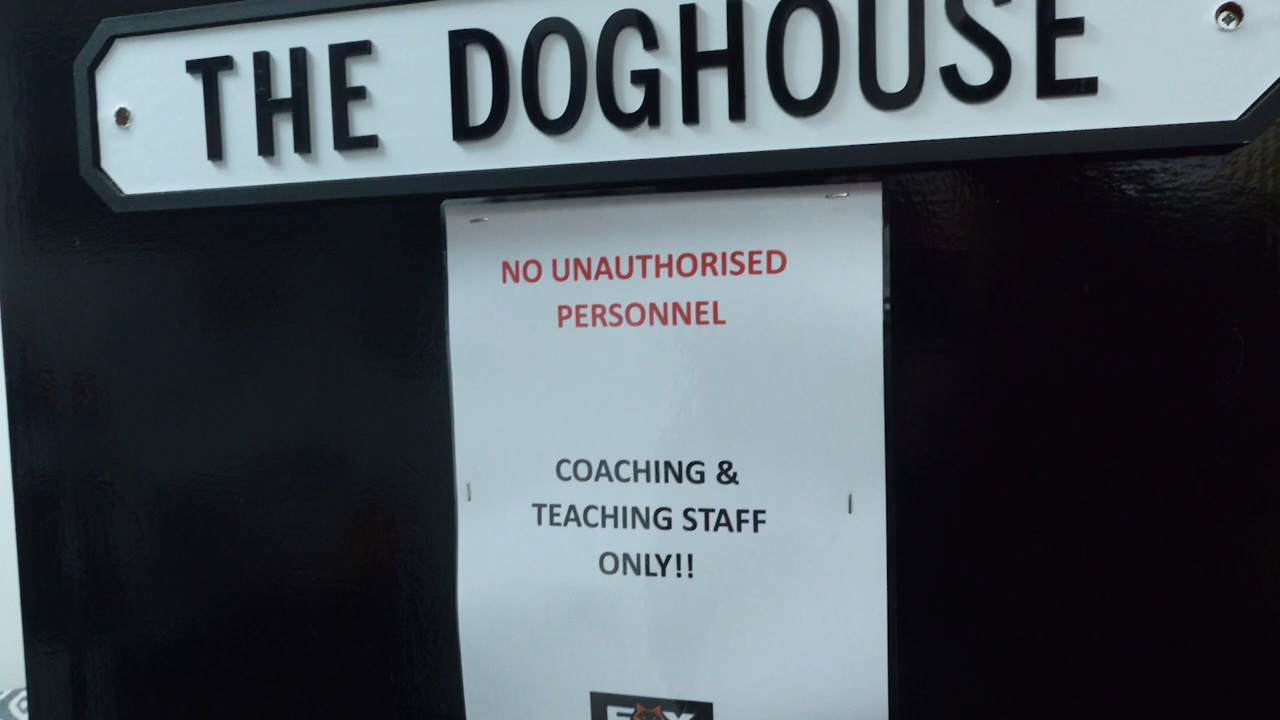 THE DOGHOUSE
NO UNAUTHORISED
PERSONNEL
COACHING &
TEACHING STAFF
ONLY!!